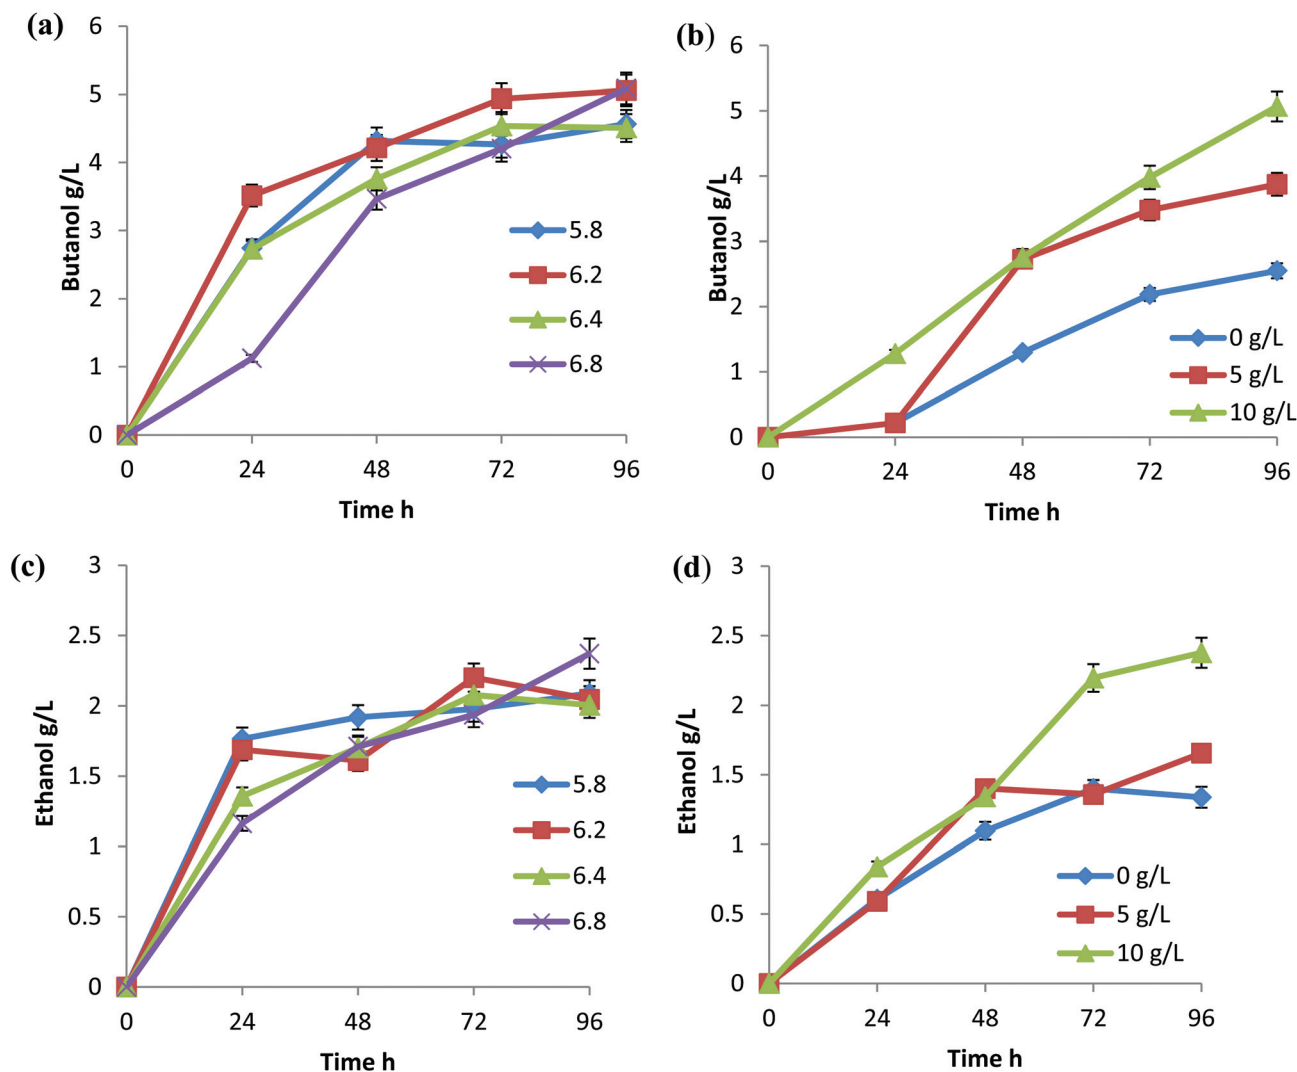 (a)
Butanol g/L
6
5
4
3
2
1
0
0 24 48 72 96
Time h
5.8
6.2
6.4
6.8
(b)
Butanol g/L
6
5
4
3
2
1
0
0 24 48 72 96
Time h
0 g/L
5 g/L
10 g/L
(c)
Ethanol g/L
3
2.5
2
1.5
1
0.5
0
0 24 48 72 96
Time h
5.8
6.2
6.4
6.8
(d)
Ethanol g/L
3
2.5
2
1.5
1
0.5
0
0 24 48 72 96
Time h
0 g/L
5 g/L
10 g/L